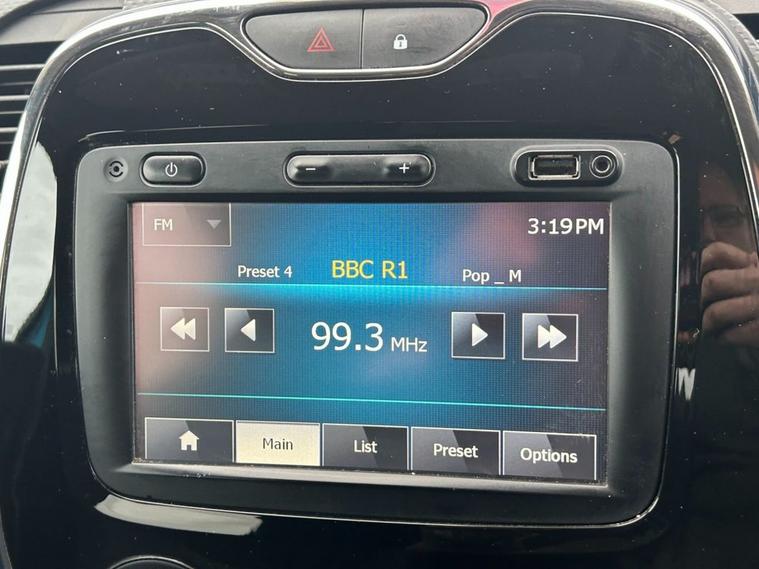 FM
3:19PM
Preset 4 BBC R1 Pop _ M
99.3 MHz
Main List Preset Options